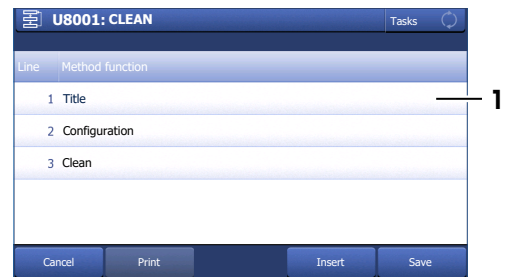 U8001: CLEAN Tasks
Line Method function
1 Title 1
2 Configuration
3 Clean
Cancel Print Insert Save